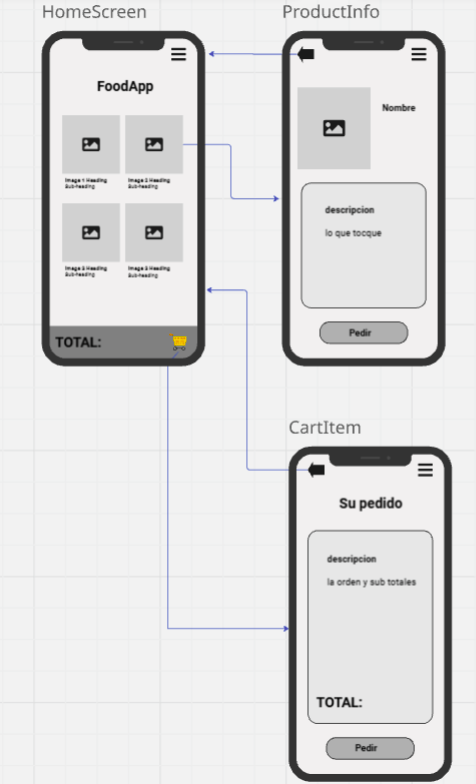 HomeScreen
FoodApp
Image 1 Heading
Sub-heading
Image 2 Heading
Sub-heading
Image 3 Heading
Sub-heading
Image 3 Heading
Sub-heading
TOTAL:
ProductInfo
Nombre
descripcion
lo que tocque
Pedir
CartItem
Su pedido
descripcion
la orden y sub totales
TOTAL:
Pedir